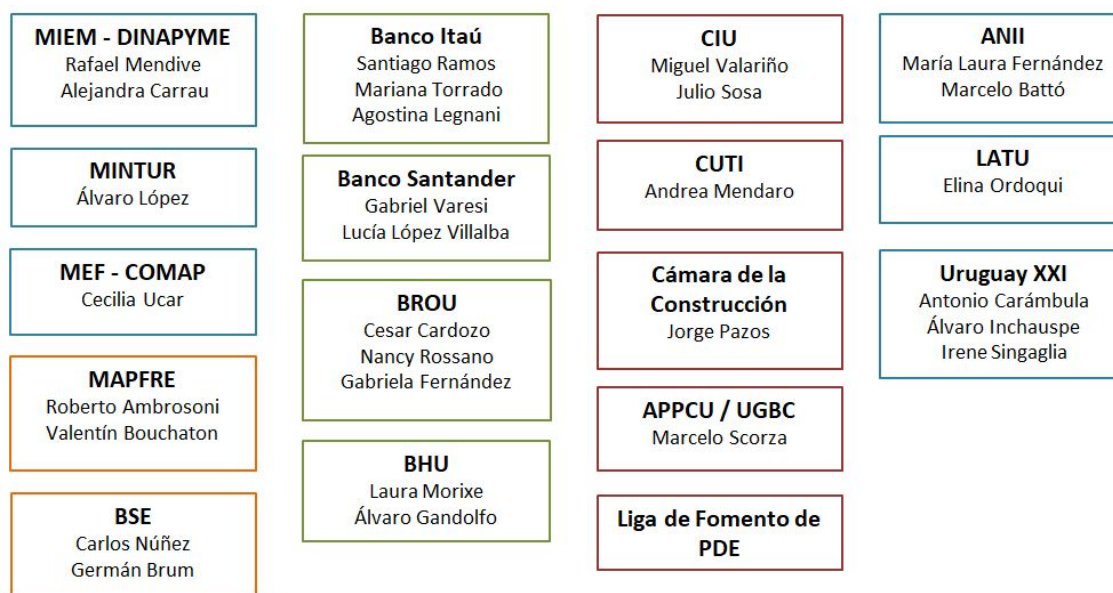 MIEM - DINAPYME
Rafael Mendive
Alejandra Carrau
MINTUR
Álvaro López
MEF - COMAP
Cecilia Ucar
MAPFRE
Roberto Ambrosoni
Valentín Bouchaton
BSE
Carlos Núñez
Germán Brum
Banco Itaú
Santiago Ramos
Mariana Torrado
Agostina Legnani
Banco Santander
Gabriel Varesi
Lucía López Villalba
BROU
Cesar Cardozo
Nancy Rossano
Gabriela Fernández
BHU
Laura Morixe
Álvaro Gandolfo
CIU
Miguel Valariño
Julio Sosa
CUTI
Andrea Mendaro
Cámara de la
Construcción
Jorge Pazos
APPCU / UGBC
Marcelo Scorza
Liga de Fomento de
PDE
ANII
María Laura Fernández
Marcelo Battó
LATU
Elina Ordoqui
Uruguay XXI
Antonio Carámbula
Álvaro Inchauspe
Irene Singaglia